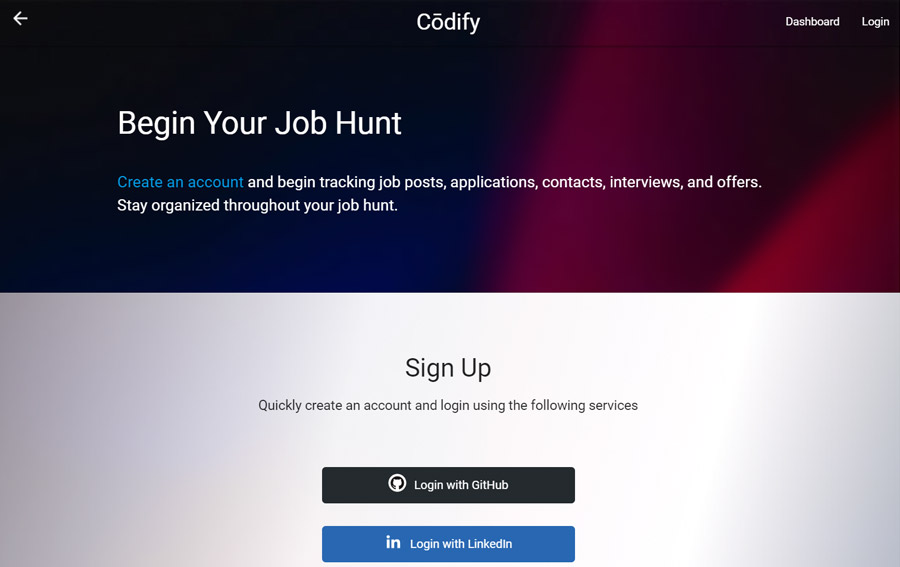 Cōdify
Dashboard
Login
Begin Your Job Hunt
Create an account and begin tracking job posts, applications, contacts, interviews, and offers.
Stay organized throughout your job hunt.
Sign Up
Quickly create an account and login using the following services
Login with GitHub
in Login with LinkedIn